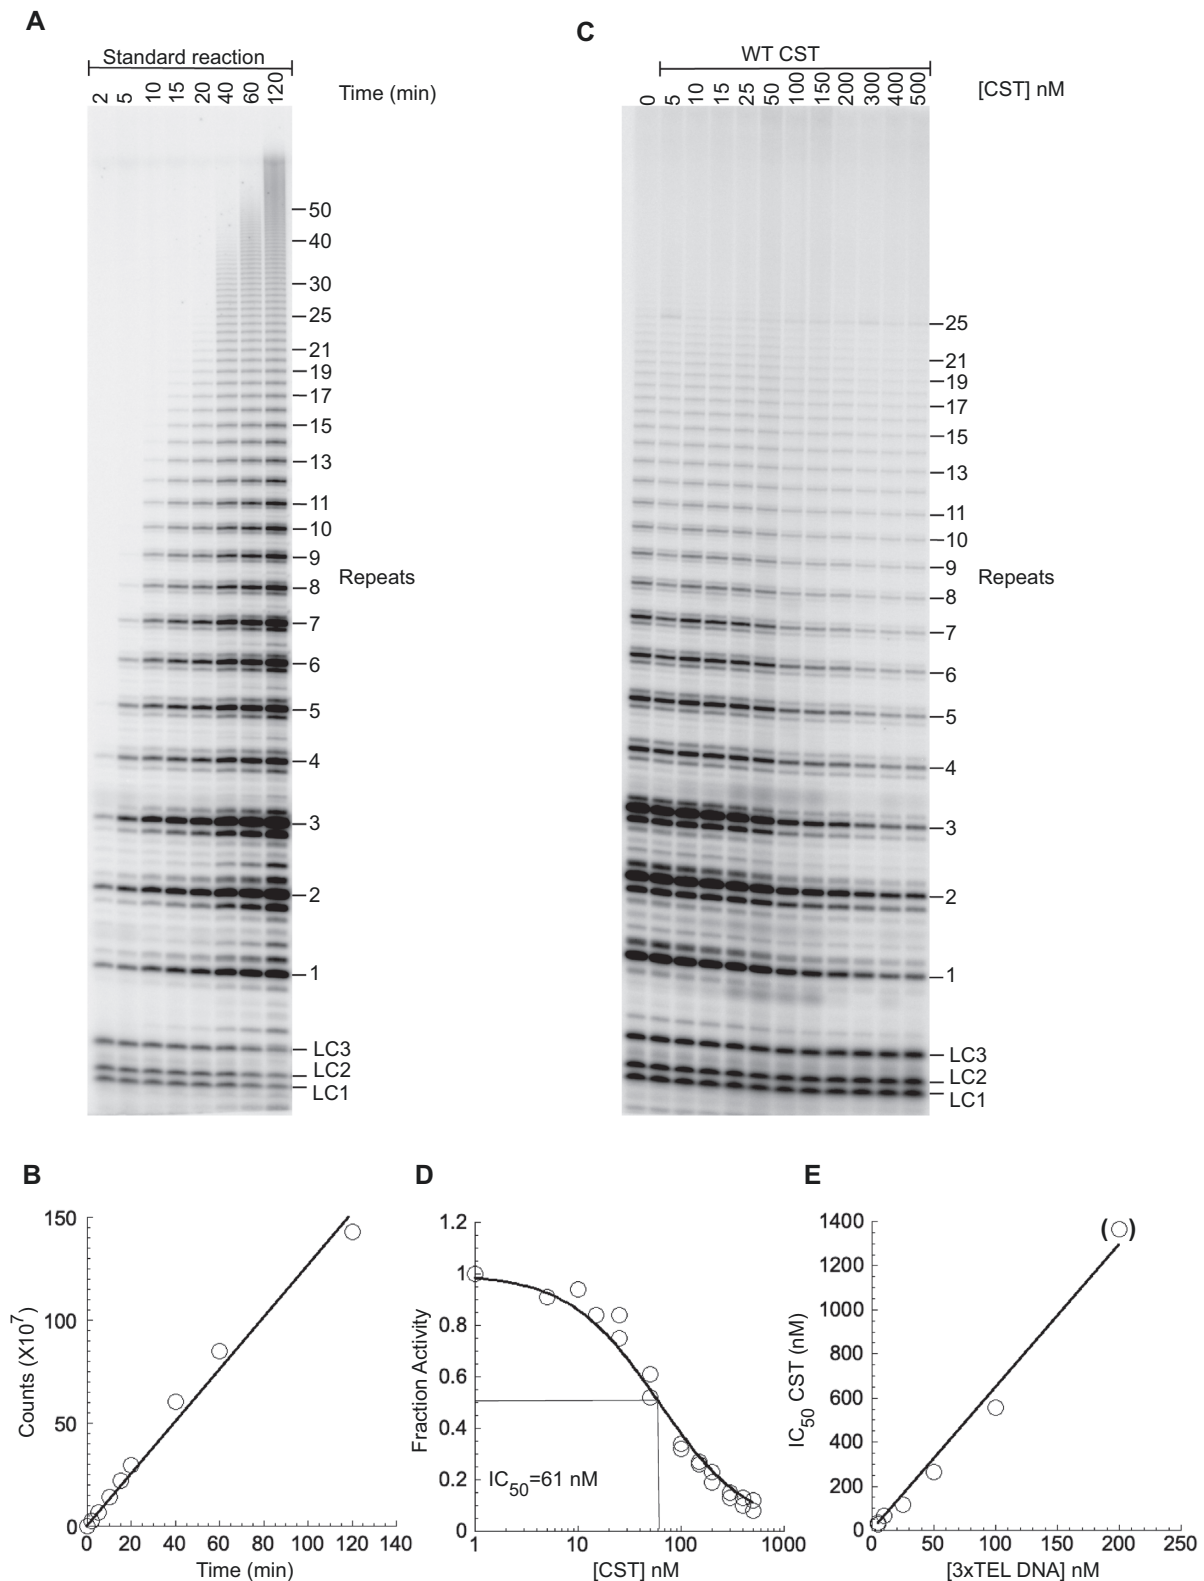 A
Standard reaction
2 5 10 15 20 40 60 120
Time (min)
50
40
30
25
21
19
17
15
13
11
10
9
8
Repeats
7
6
5
4
3
2
1
LC3
LC2
LC1
C
WT CST
0 5 10 15 25 50 100 150 200 300 400 500
[CST] nM
25
21
19
17
15
13
11
10
9
Repeats
8
7
6
5
4
3
2
1
LC3
LC2
LC1
B
150
100
50
0
Counts (X10⁷)
0 20 40 60 80 100 120 140
Time (min)
D
1.2
1
0.8
0.6
0.4
0.2
0
Fraction Activity
IC₅₀=61 nM
1 10 100 1000
[CST] nM
E
1400
1200
1000
800
600
400
200
0
IC₅₀ CST (nM)
( )
0 50 100 150 200 250
[3xTEL DNA] nM